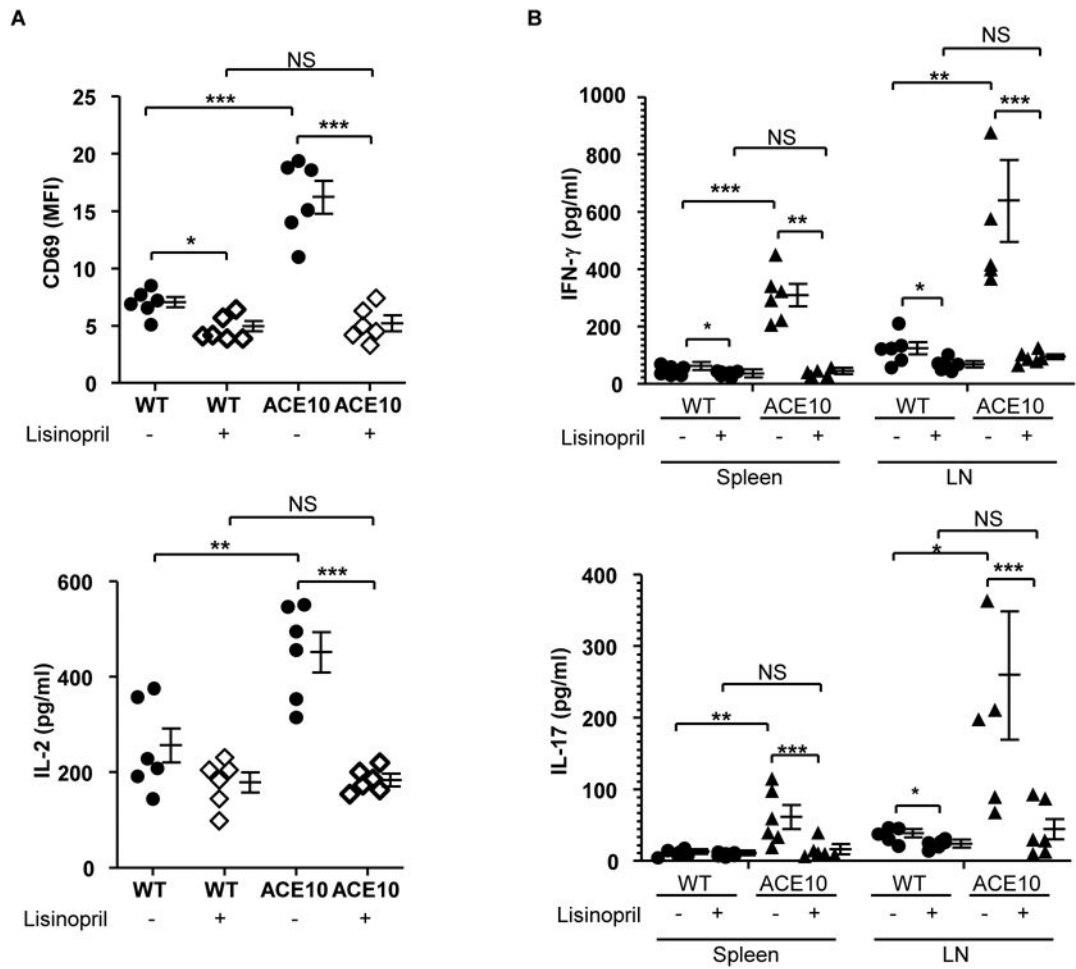 A
NS
***
***
*
CD69 (MFI)
25
20
15
10
5
0
WT WT ACE10 ACE10
Lisinopril - + - +
NS
**
***
IL-2 (pg/ml)
600
400
200
0
WT WT ACE10 ACE10
Lisinopril - + - +
B
NS
**
***
NS
***
**
*
*
IFN-γ (pg/ml)
1000
800
600
400
200
0
WT ACE10 WT ACE10
Lisinopril - + - + - + - +
Spleen LN
NS
*
***
NS
**
***
*
IL-17 (pg/ml)
400
300
200
100
0
WT ACE10 WT ACE10
Lisinopril - + - + - + - +
Spleen LN